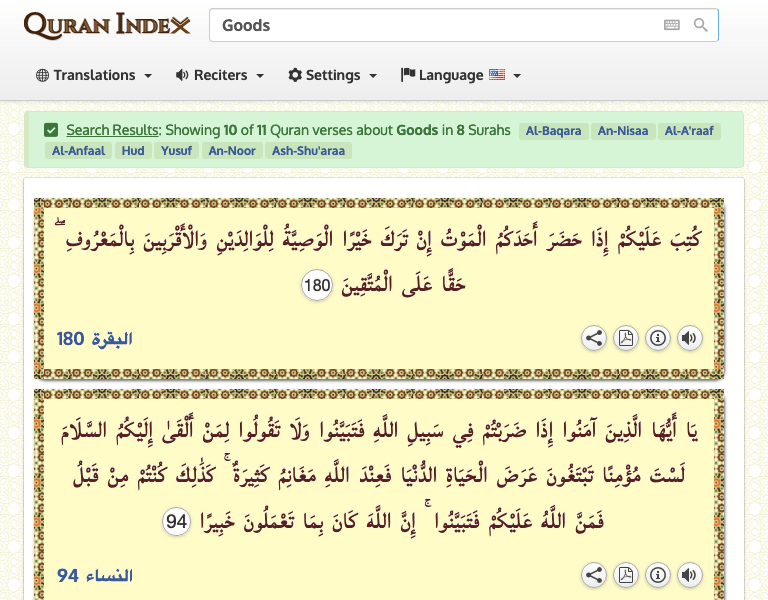 QURAN INDEX
Goods
Translations Reciters Settings Language
Search Results: Showing 10 of 11 Quran verses about Goods in 8 Surahs Al-Baqara An-Nisaa Al-A'raaf
Al-Anfaal Hud Yusuf An-Noor Ash-Shu'araa
كُتِبَ عَلَيْكُمْ إِذَا حَضَرَ أَحَدَكُمُ الْمَوْتُ إِنْ تَرَكَ خَيْرًا الْوَصِيَّةُ لِلْوَالِدَيْنِ وَالْأَقْرَبِينَ بِالْمَعْرُوفِ ۖ
حَقًّا عَلَى الْمُتَّقِينَ 180
البقرة 180
يَا أَيُّهَا الَّذِينَ آمَنُوا إِذَا ضَرَبْتُمْ فِي سَبِيلِ اللَّهِ فَتَبَيَّنُوا وَلَا تَقُولُوا لِمَنْ أَلْقَىٰ إِلَيْكُمُ السَّلَامَ
لَسْتَ مُؤْمِنًا تَبْتَغُونَ عَرَضَ الْحَيَاةِ الدُّنْيَا فَعِنْدَ اللَّهِ مَغَانِمُ كَثِيرَةٌ ۚ كَذَٰلِكَ كُنْتُمْ مِنْ قَبْلُ
فَمَنَّ اللَّهُ عَلَيْكُمْ فَتَبَيَّنُوا ۚ إِنَّ اللَّهَ كَانَ بِمَا تَعْمَلُونَ خَبِيرًا 94
النساء 94